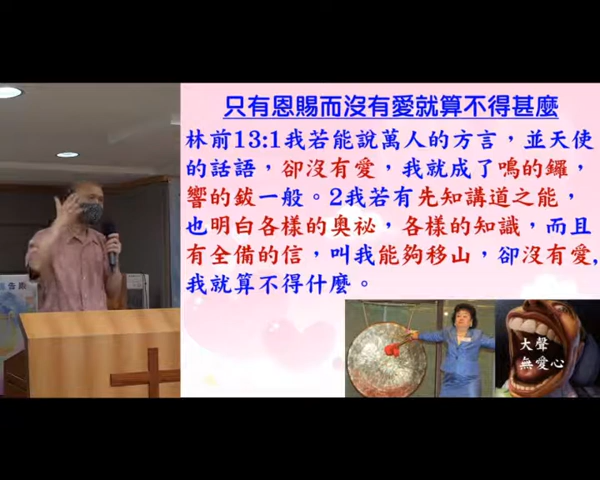 只有恩賜而沒有愛就算不得甚麼
林前13:1我若能說萬人的方言，並天使
的話語，卻沒有愛，我就成了鳴的鑼，
響的鈸一般。2我若有先知講道之能，
也明白各樣的奧祕，各樣的知識，而且
有全備的信，叫我能夠移山，卻沒有愛,
我就算不得什麼。
大聲
無愛心
告